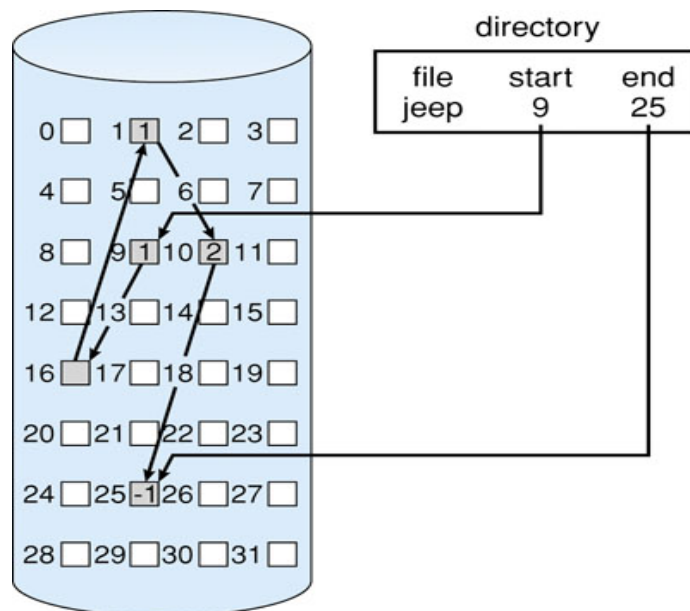 directory
file start end
jeep 9 25
0 1 1 2 3
4 5 6 7
8 9 1 10 2 11
12 13 14 15
16 17 18 19
20 21 22 23
24 25 -1 26 27
28 29 30 31